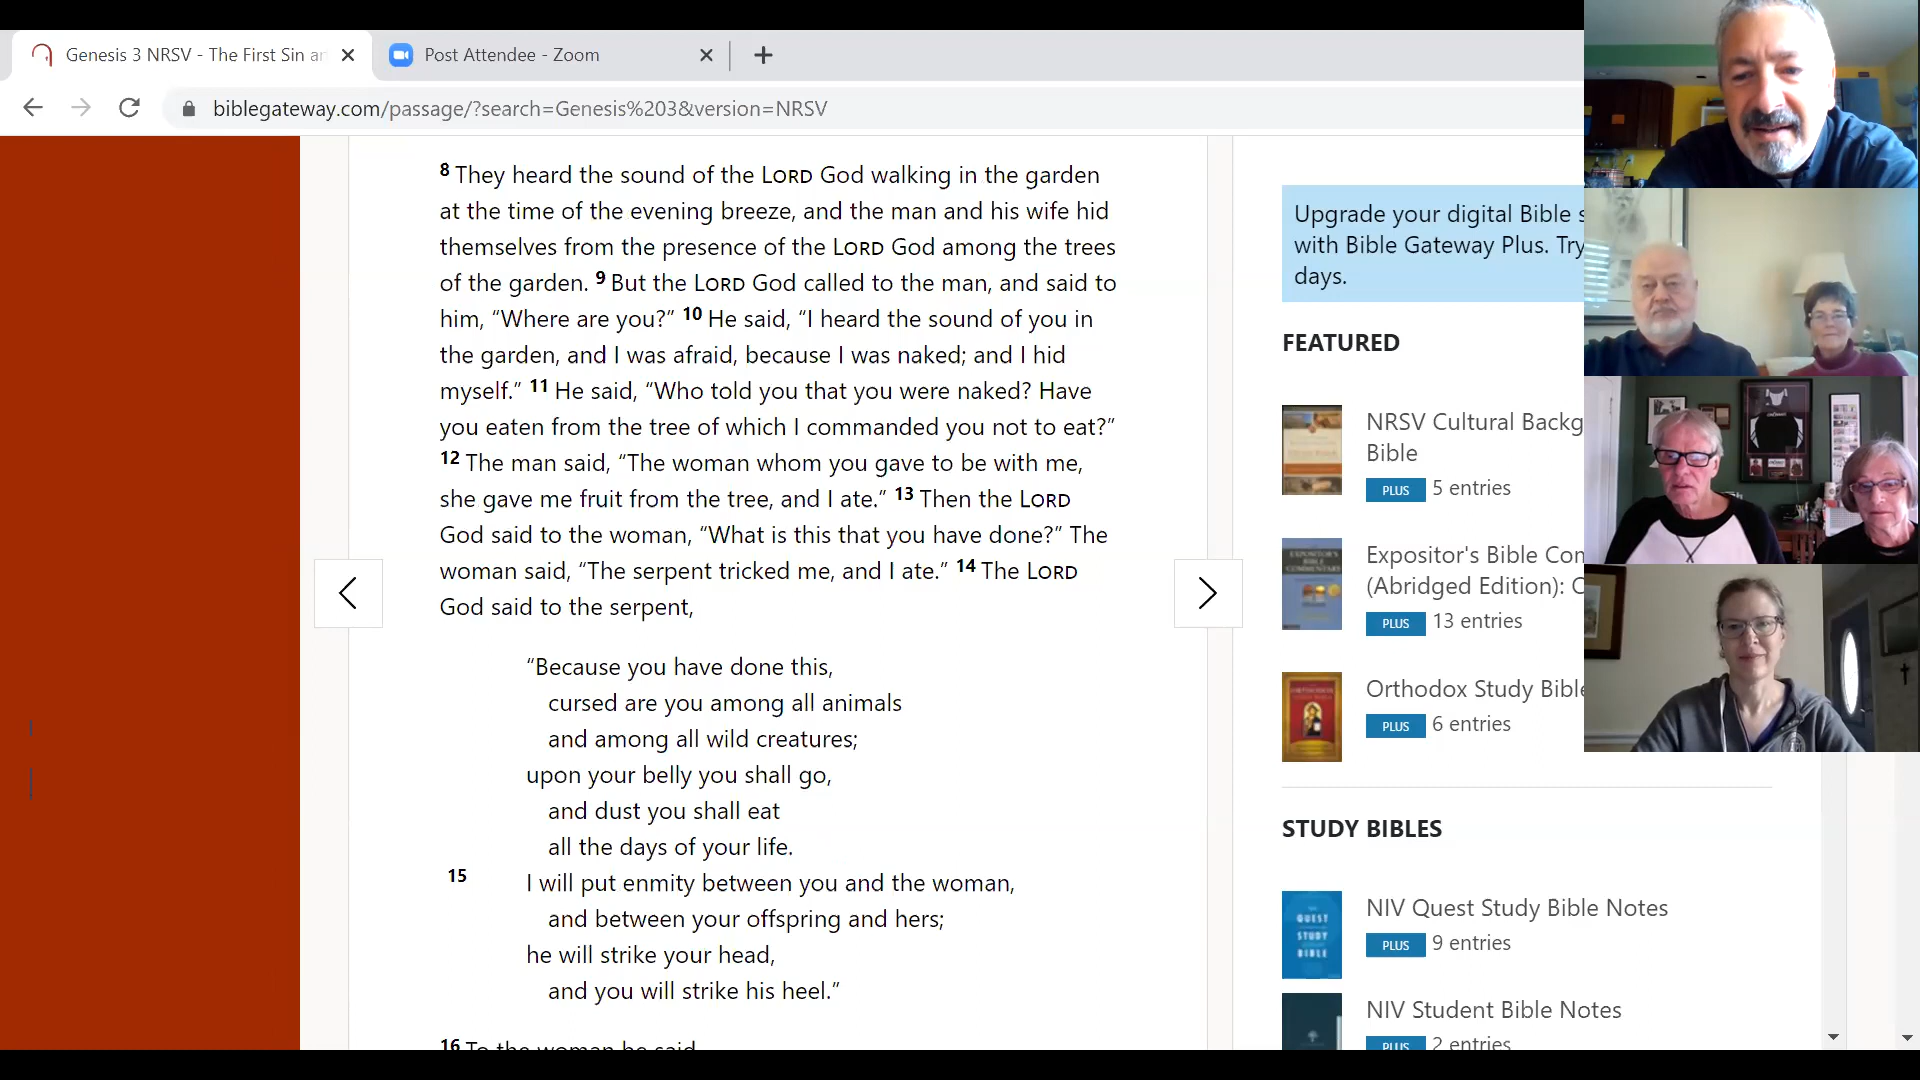 Genesis 3 NRSV - The First Sin an
Post Attendee - Zoom
biblegateway.com/passage/?search=Genesis%203&version=NRSV
8 They heard the sound of the LORD God walking in the garden
at the time of the evening breeze, and the man and his wife hid
themselves from the presence of the LORD God among the trees
of the garden. 9 But the LORD God called to the man, and said to
him, “Where are you?” 10 He said, “I heard the sound of you in
the garden, and I was afraid, because I was naked; and I hid
myself.” 11 He said, “Who told you that you were naked? Have
you eaten from the tree of which I commanded you not to eat?”
12 The man said, “The woman whom you gave to be with me,
she gave me fruit from the tree, and I ate.” 13 Then the LORD
God said to the woman, “What is this that you have done?” The
woman said, “The serpent tricked me, and I ate.” 14 The LORD
God said to the serpent,
“Because you have done this,
cursed are you among all animals
and among all wild creatures;
upon your belly you shall go,
and dust you shall eat
all the days of your life.
15 I will put enmity between you and the woman,
and between your offspring and hers;
he will strike your head,
and you will strike his heel.”
16 To the woman he said
Upgrade your digital Bible s
with Bible Gateway Plus. Try
days.
FEATURED
NRSV Cultural Backg
Bible
PLUS 5 entries
EXPOSITOR'S
BIBLE
COMMENTARY
Expositor's Bible Com
(Abridged Edition): O
PLUS 13 entries
Orthodox Study Bible
PLUS 6 entries
STUDY BIBLES
QUEST
STUDY
BIBLE
NIV Quest Study Bible Notes
PLUS 9 entries
NIV Student Bible Notes
PLUS 2 entries